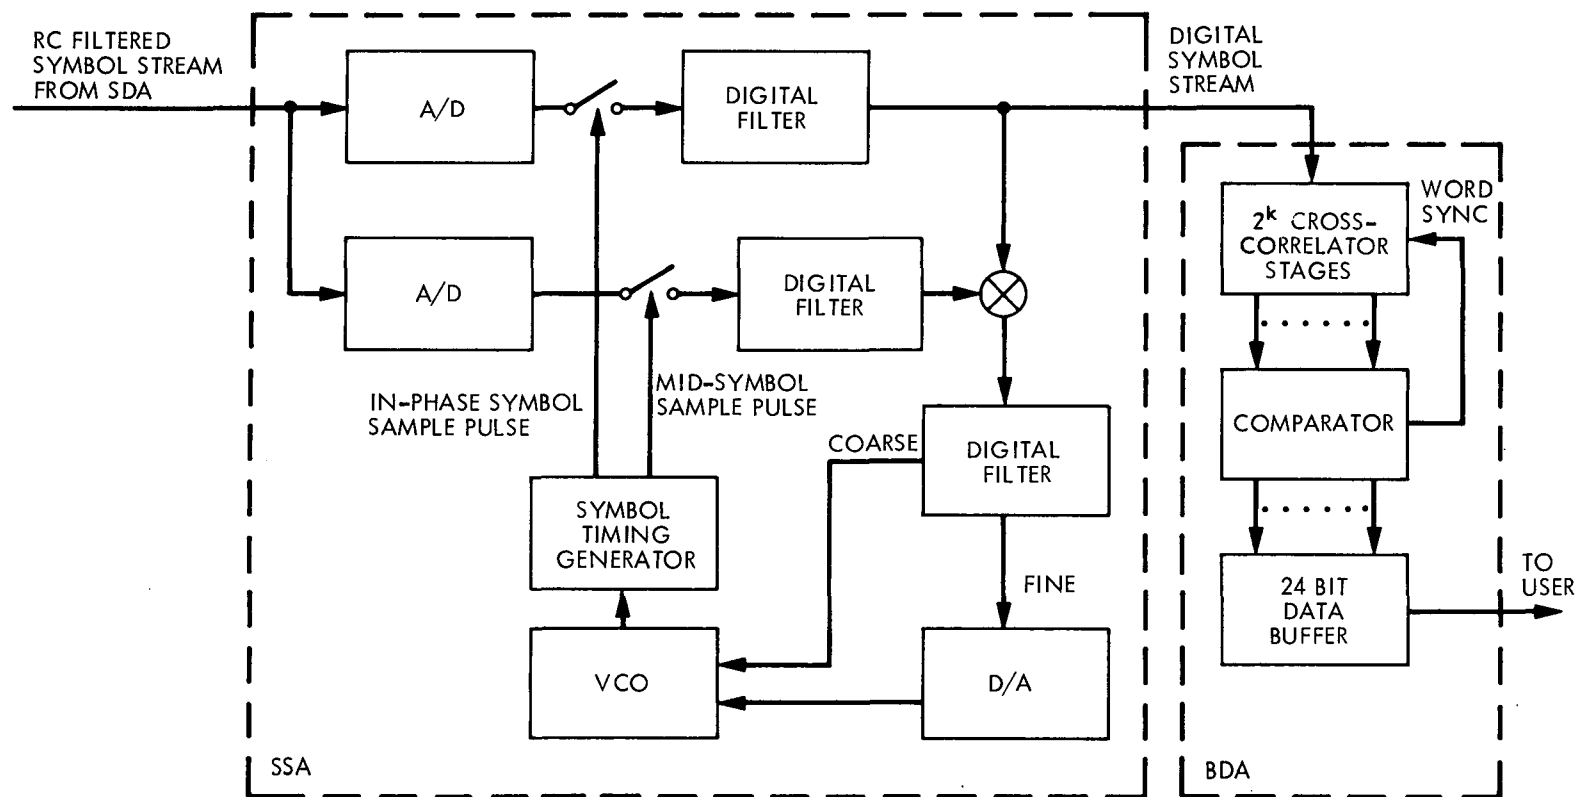 RC FILTERED
SYMBOL STREAM
FROM SDA
A/D
DIGITAL
FILTER
DIGITAL
SYMBOL
STREAM
A/D
DIGITAL
FILTER
WORD
SYNC
2^k CROSS-
CORRELATOR
STAGES
IN-PHASE SYMBOL
SAMPLE PULSE
MID-SYMBOL
SAMPLE PULSE
COARSE
DIGITAL
FILTER
COMPARATOR
SYMBOL
TIMING
GENERATOR
FINE
24 BIT
DATA
BUFFER
TO
USER
VCO
D/A
SSA
BDA